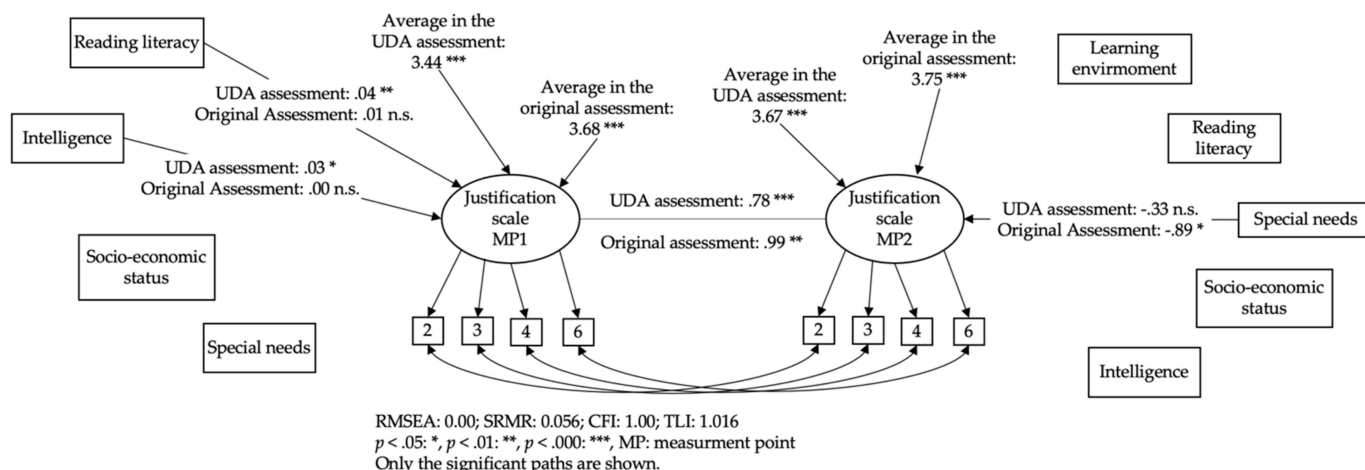 Reading literacy
Average in the
UDA assessment:
3.44 ***
UDA assessment: .04 **
Original Assessment: .01 n.s.
Average in the
original assessment:
3.68 ***
Intelligence
UDA assessment: .03 *
Original Assessment: .00 n.s.
Justification
scale
MP1
Socio-economic
status
Special needs
2
3
4
6
UDA assessment: .78 ***
Original assessment: .99 **
Average in the
UDA assessment:
3.67 ***
Average in the
original assessment:
3.75 ***
Learning
envirmoment
Reading
literacy
Justification
scale
MP2
UDA assessment: -.33 n.s.
Original Assessment: -.89 *
Special needs
Socio-economic
status
Intelligence
2
3
4
6
RMSEA: 0.00; SRMR: 0.056; CFI: 1.00; TLI: 1.016
p < .05: *, p < .01: **, p < .000: ***, MP: measurment point
Only the significant paths are shown.